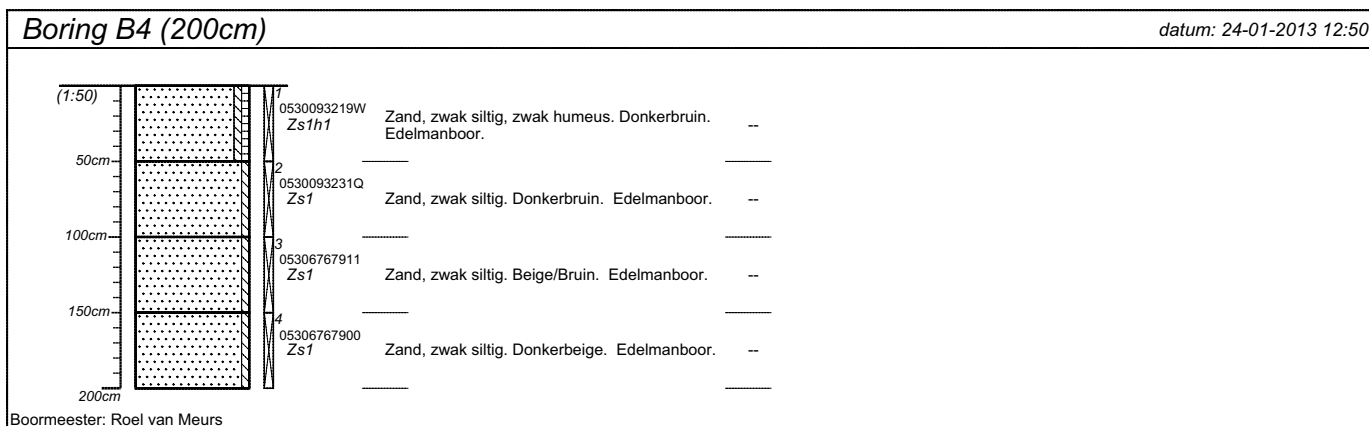 Boring B4 (200cm)
datum: 24-01-2013 12:50
(1:50)
1
0530093219W
Zs1h1
Zand, zwak siltig, zwak humeus. Donkerbruin.
Edelmanboor.
--
50cm
2
0530093231Q
Zs1
Zand, zwak siltig. Donkerbruin. Edelmanboor.
--
100cm
3
05306767911
Zs1
Zand, zwak siltig. Beige/Bruin. Edelmanboor.
--
150cm
4
05306767900
Zs1
Zand, zwak siltig. Donkerbeige. Edelmanboor.
--
200cm
Boormeester: Roel van Meurs